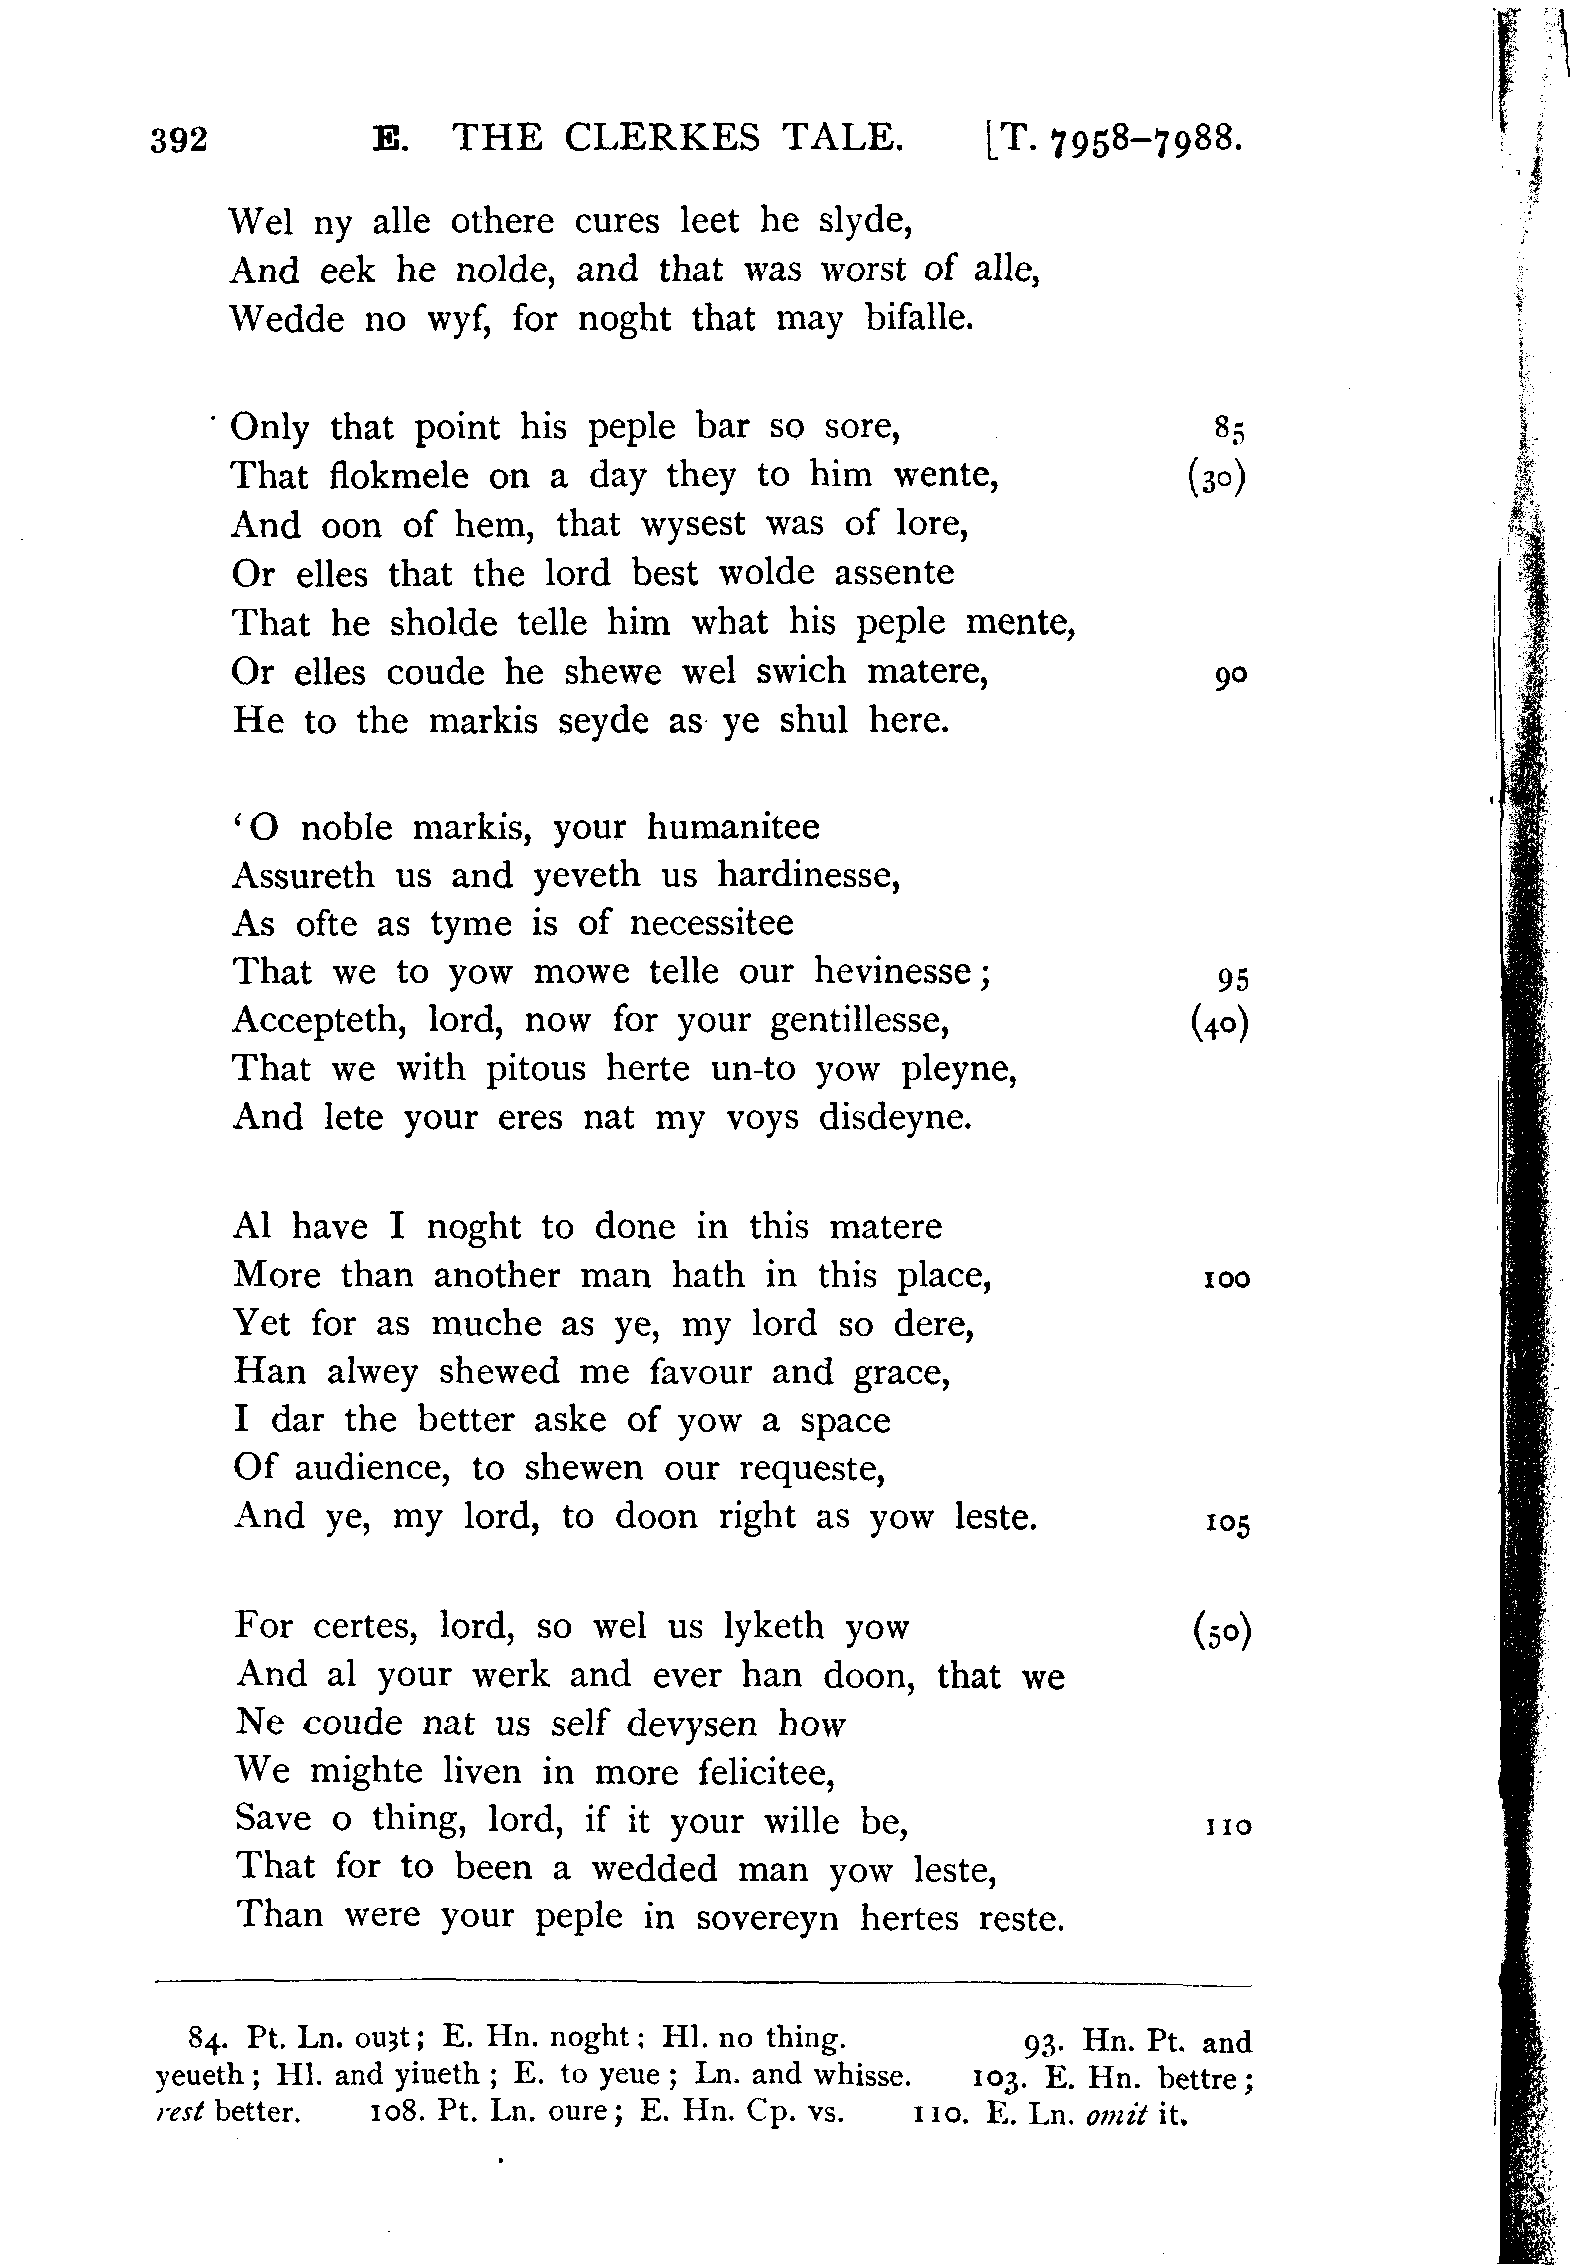 392 E. THE CLERKES TALE. [T. 7958–7988.
Wel ny alle othere cures leet he slyde,
And eek he nolde, and that was worst of alle,
Wedde no wyf, for noght that may bifalle.
Only that point his peple bar so sore, 85
That flokmele on a day they to him wente, (30)
And oon of hem, that wysest was of lore,
Or elles that the lord best wolde assente
That he sholde telle him what his peple mente,
Or elles coude he shewe wel swich matere, 90
He to the markis seyde as ye shul here.
‘O noble markis, your humanitee
Assureth us and yeveth us hardinesse,
As ofte as tyme is of necessitee
That we to yow mowe telle our hevinesse; 95
Accepteth, lord, now for your gentillesse, (40)
That we with pitous herte un-to yow pleyne,
And lete your eres nat my voys disdeyne.
Al have I noght to done in this matere
More than another man hath in this place, 100
Yet for as muche as ye, my lord so dere,
Han alwey shewed me favour and grace,
I dar the better aske of yow a space
Of audience, to shewen our requeste,
And ye, my lord, to doon right as yow leste. 105
For certes, lord, so wel us lyketh yow (50)
And al your werk and ever han doon, that we
Ne coude nat us self devysen how
We mighte liven in more felicitee,
Save o thing, lord, if it your wille be, 110
That for to been a wedded man yow leste,
Than were your peple in sovereyn hertes reste.
84. Pt. Ln. ouȝt; E. Hn. noght; Hl. no thing. 93. Hn. Pt. and
yeueth; Hl. and yiueth; E. to yeue; Ln. and whisse. 103. E. Hn. bettre;
rest better. 108. Pt. Ln. oure; E. Hn. Cp. vs. 110. E. Ln. omit it.